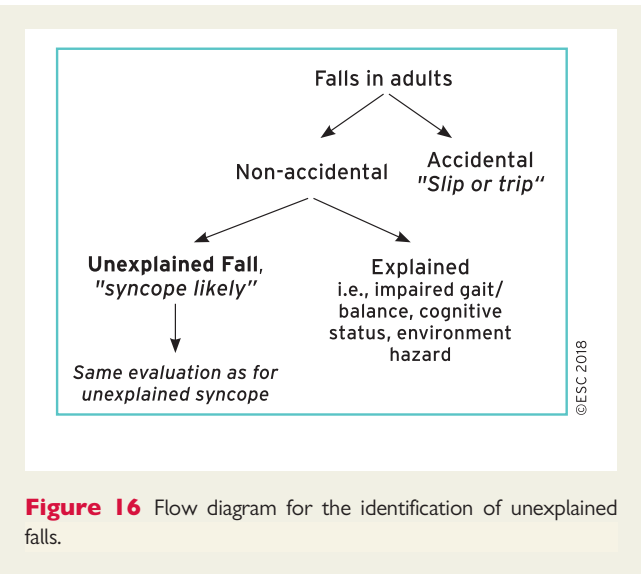 Falls in adults
Non-accidental
Accidental
"Slip or trip“
Unexplained Fall,
"syncope likely”
Explained
i.e., impaired gait/
balance, cognitive
status, environment
hazard
Same evaluation as for
unexplained syncope
©ESC 2018
Figure 16 Flow diagram for the identification of unexplained
falls.